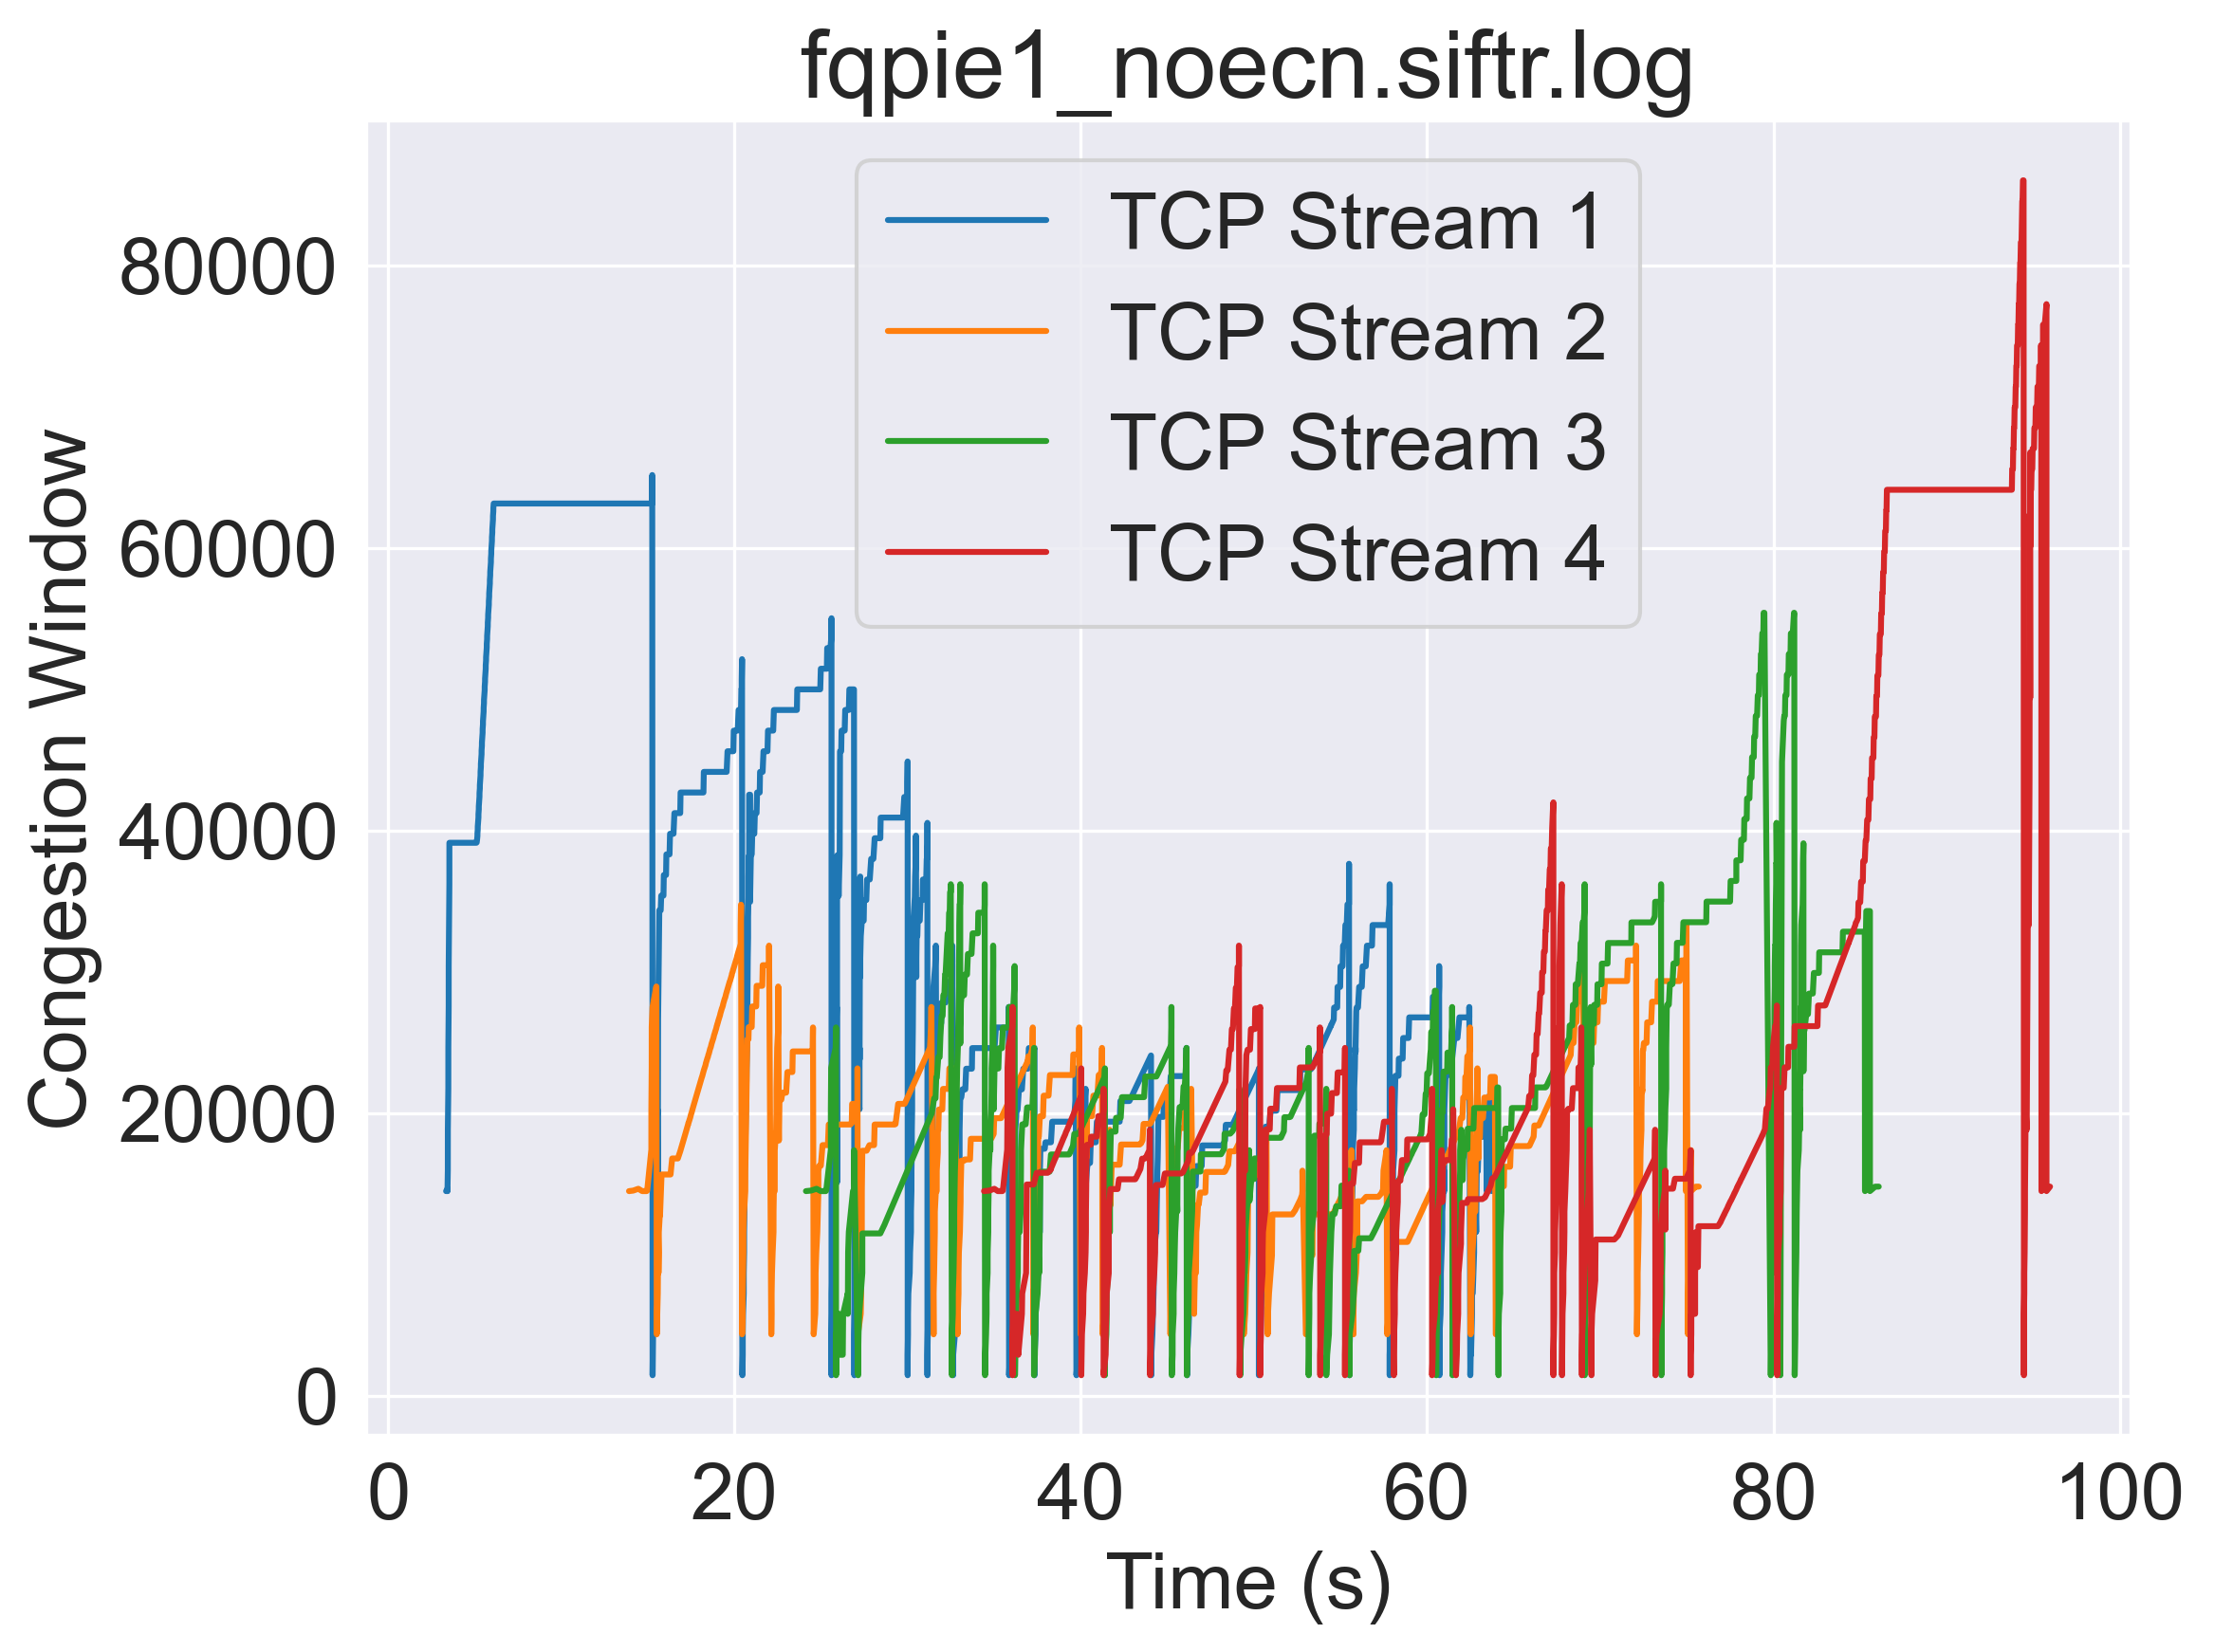 fqpie1_noecn.siftr.log
TCP Stream 1
TCP Stream 2
TCP Stream 3
TCP Stream 4
Congestion Window
80000
60000
40000
20000
0
0 20 40 60 80 100
Time (s)